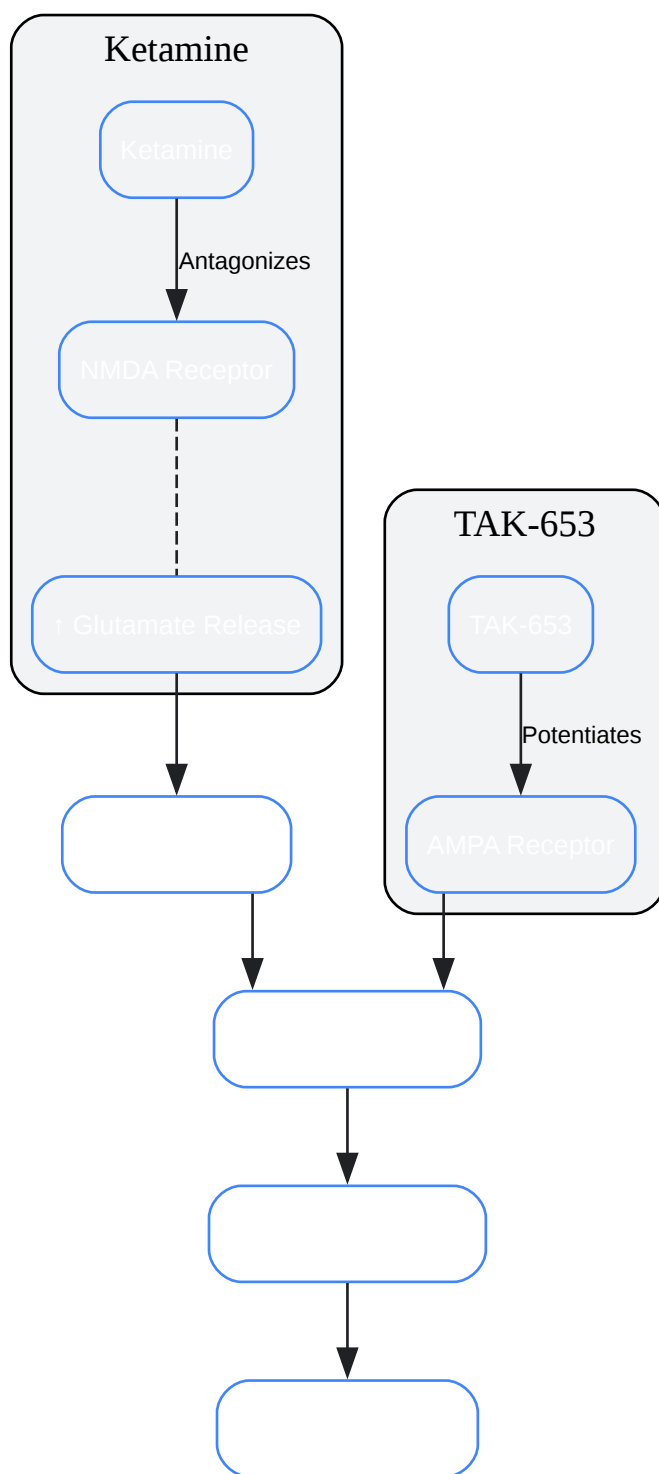 Ketamine
Ketamine
Antagonizes
NMDA Receptor
↑ Glutamate Release
TAK-653
TAK-653
Potentiates
AMPA Receptor